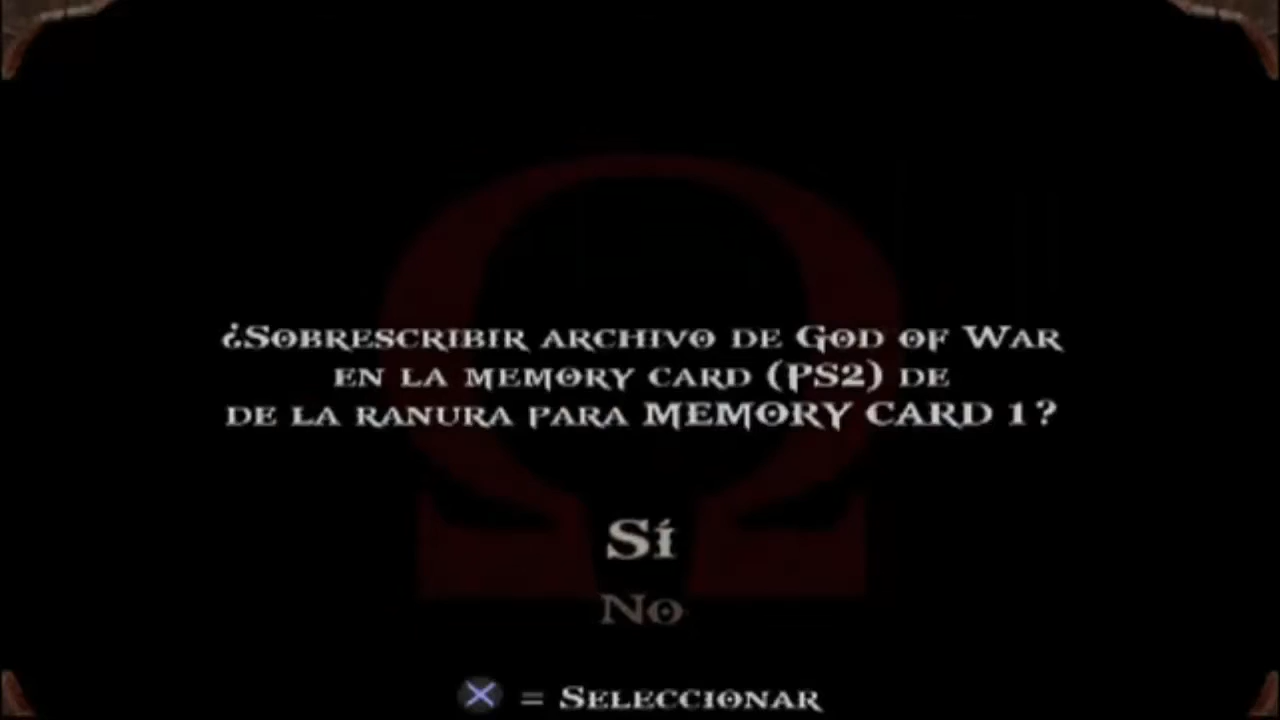 ¿Sobrescribir archivo de God of War
en la memory card (PS2) de
de la ranura para MEMORY CARD 1?
Sí
No
= Seleccionar